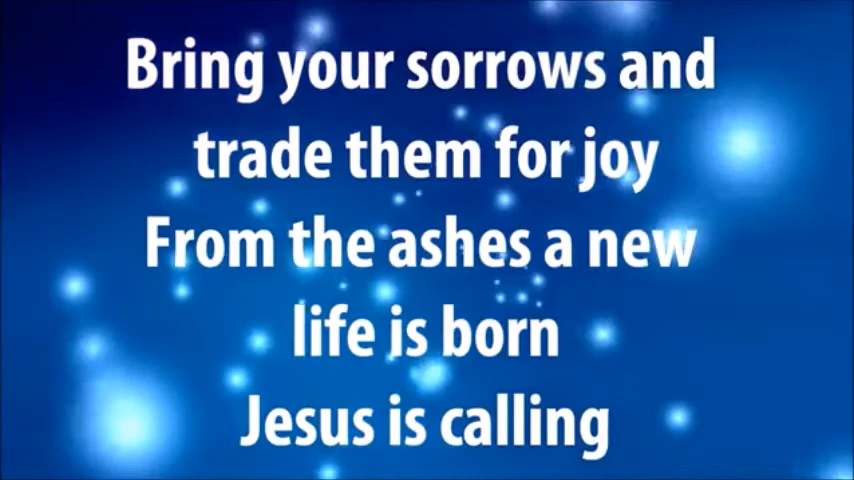 Bring your sorrows and
trade them for joy
From the ashes a new
life is born
Jesus is calling